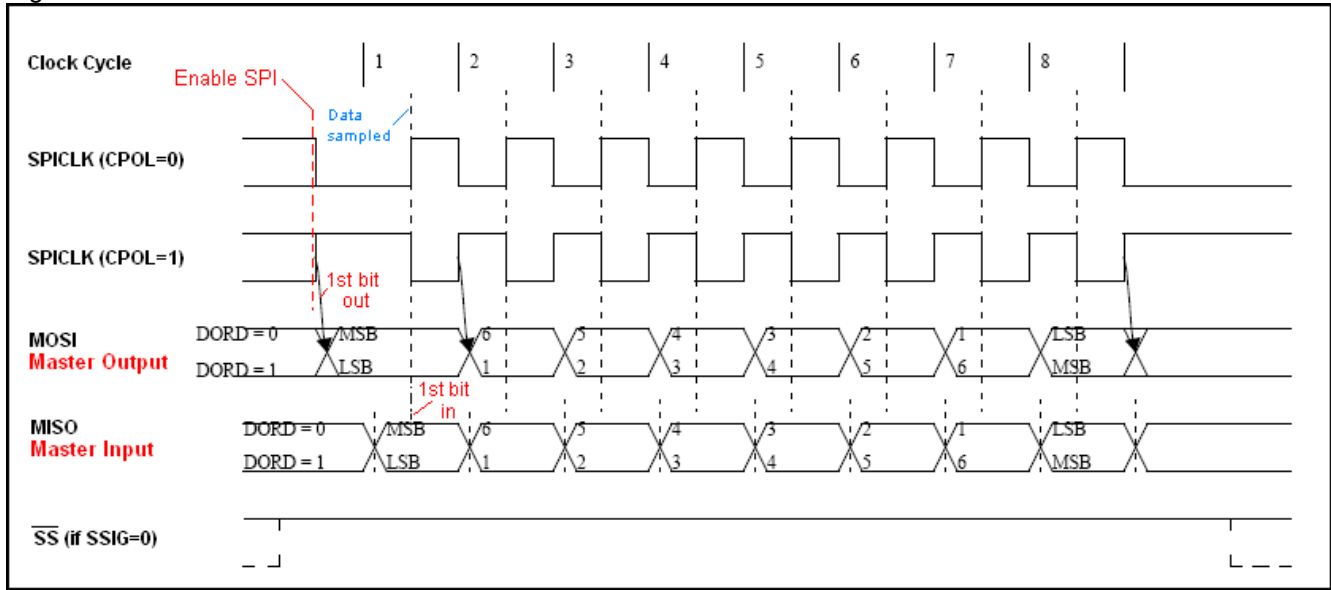 Clock Cycle 1 2 3 4 5 6 7 8
Enable SPI
Data
sampled
SPICLK (CPOL=0)
SPICLK (CPOL=1)
1st bit
out
MOSI
Master Output
DORD = 0 MSB 6 5 4 3 2 1 LSB
DORD = 1 LSB 1 2 3 4 5 6 MSB
1st bit
in
MISO
Master Input
DORD = 0 MSB 6 5 4 3 2 1 LSB
DORD = 1 LSB 1 2 3 4 5 6 MSB
SS (if SSIG=0)